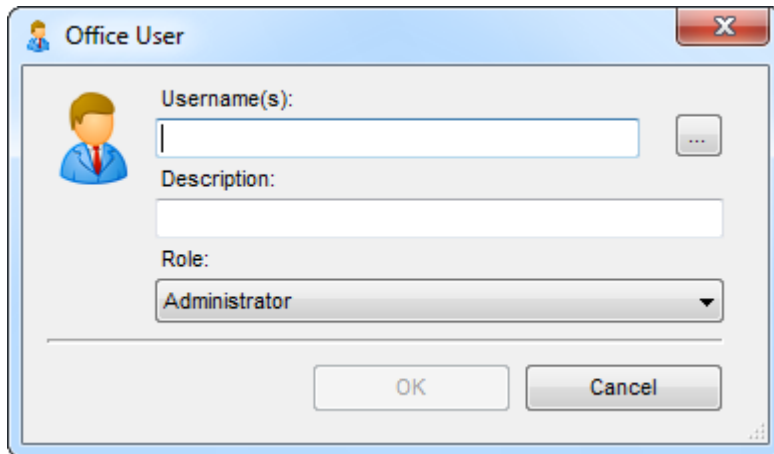 Office User
Username(s):
...
Description:
Role:
Administrator
OK
Cancel